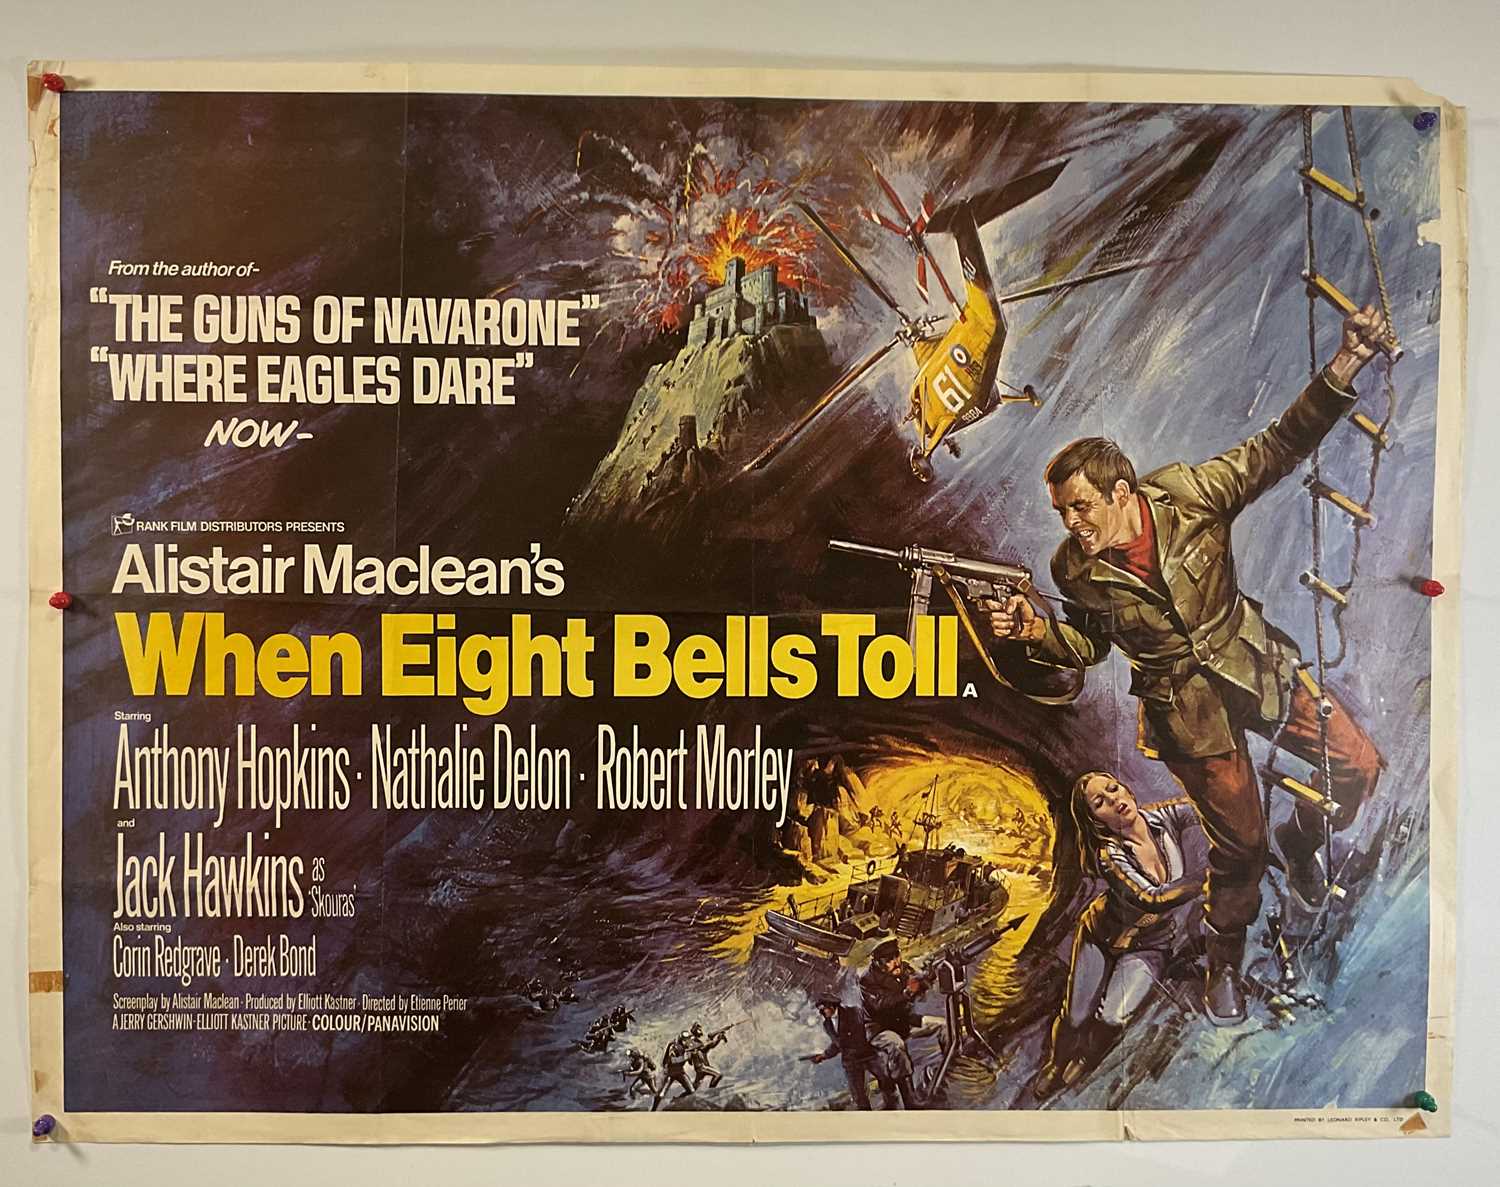 From the author of-
"THE GUNS OF NAVARONE"
"WHERE EAGLES DARE"
NOW-
RANK FILM DISTRIBUTORS PRESENTS
Alistair Maclean's
When Eight Bells Toll
A
Starring
Anthony Hopkins · Nathalie Delon · Robert Morley
and
Jack Hawkins as 'Skouras'
Also starring
Corin Redgrave · Derek Bond
Screenplay by Alistair Maclean · Produced by Elliott Kastner · Directed by Etienne Perier
A JERRY GERSHWIN-ELLIOTT KASTNER PICTURE · COLOUR/PANAVISION
61
PRINTED BY LEONARD RIPLEY & CO. LTD